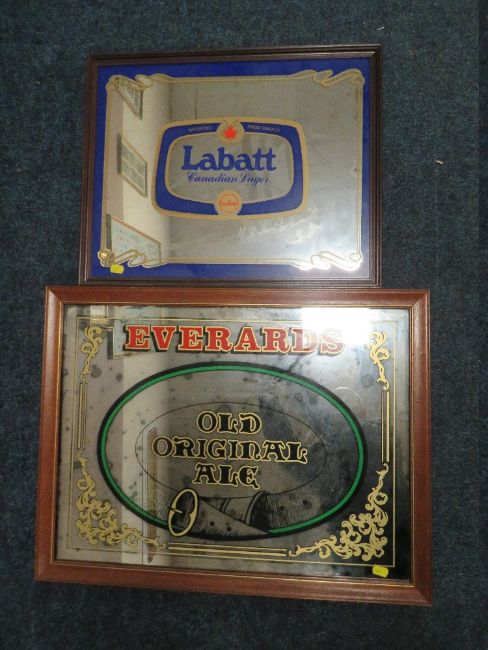 IMPORTED FROM CANADA
Labatt
Canadian Lager
EVERARDS
OLD
ORIGINAL
ALE